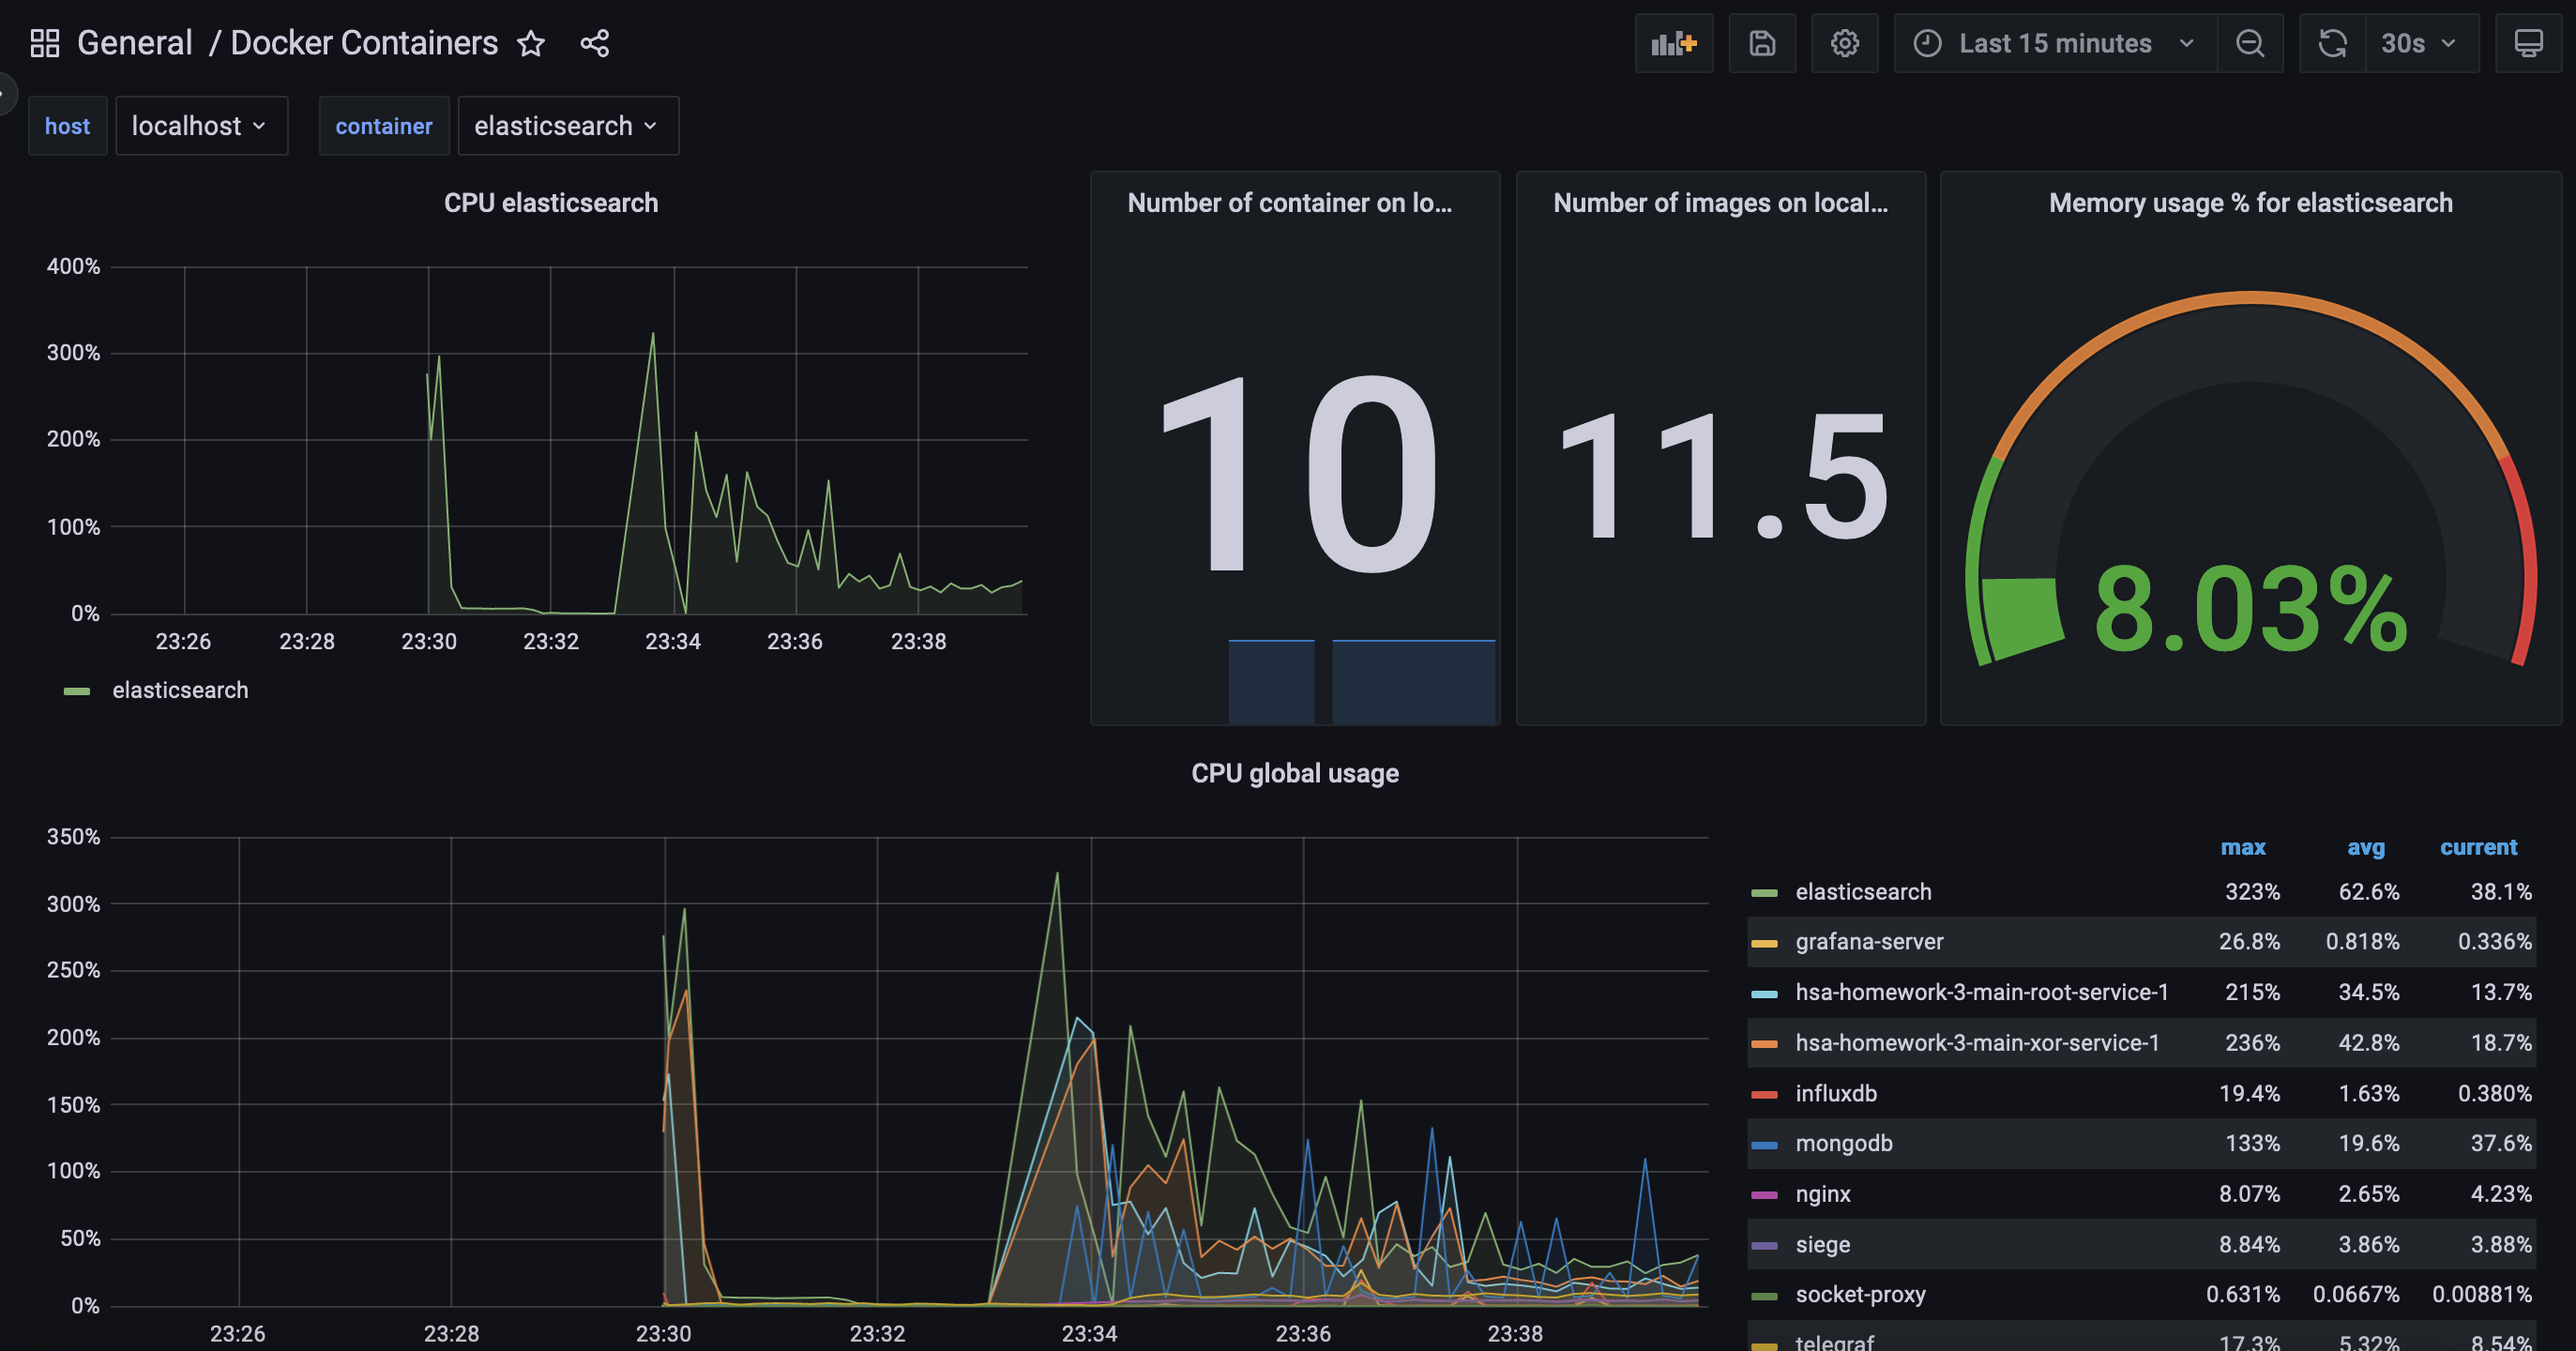 General / Docker Containers
Last 15 minutes
30s
host localhost container elasticsearch
CPU elasticsearch
400%
300%
200%
100%
0%
23:26 23:28 23:30 23:32 23:34 23:36 23:38
elasticsearch
Number of container on lo...
10
Number of images on local...
11.5
Memory usage % for elasticsearch
8.03%
CPU global usage
350%
300%
250%
200%
150%
100%
50%
0%
23:26 23:28 23:30 23:32 23:34 23:36 23:38
max avg current
elasticsearch 323% 62.6% 38.1%
grafana-server 26.8% 0.818% 0.336%
hsa-homework-3-main-root-service-1 215% 34.5% 13.7%
hsa-homework-3-main-xor-service-1 236% 42.8% 18.7%
influxdb 19.4% 1.63% 0.380%
mongodb 133% 19.6% 37.6%
nginx 8.07% 2.65% 4.23%
siege 8.84% 3.86% 3.88%
socket-proxy 0.631% 0.0667% 0.00881%
telegraf 17.3% 5.32% 8.54%